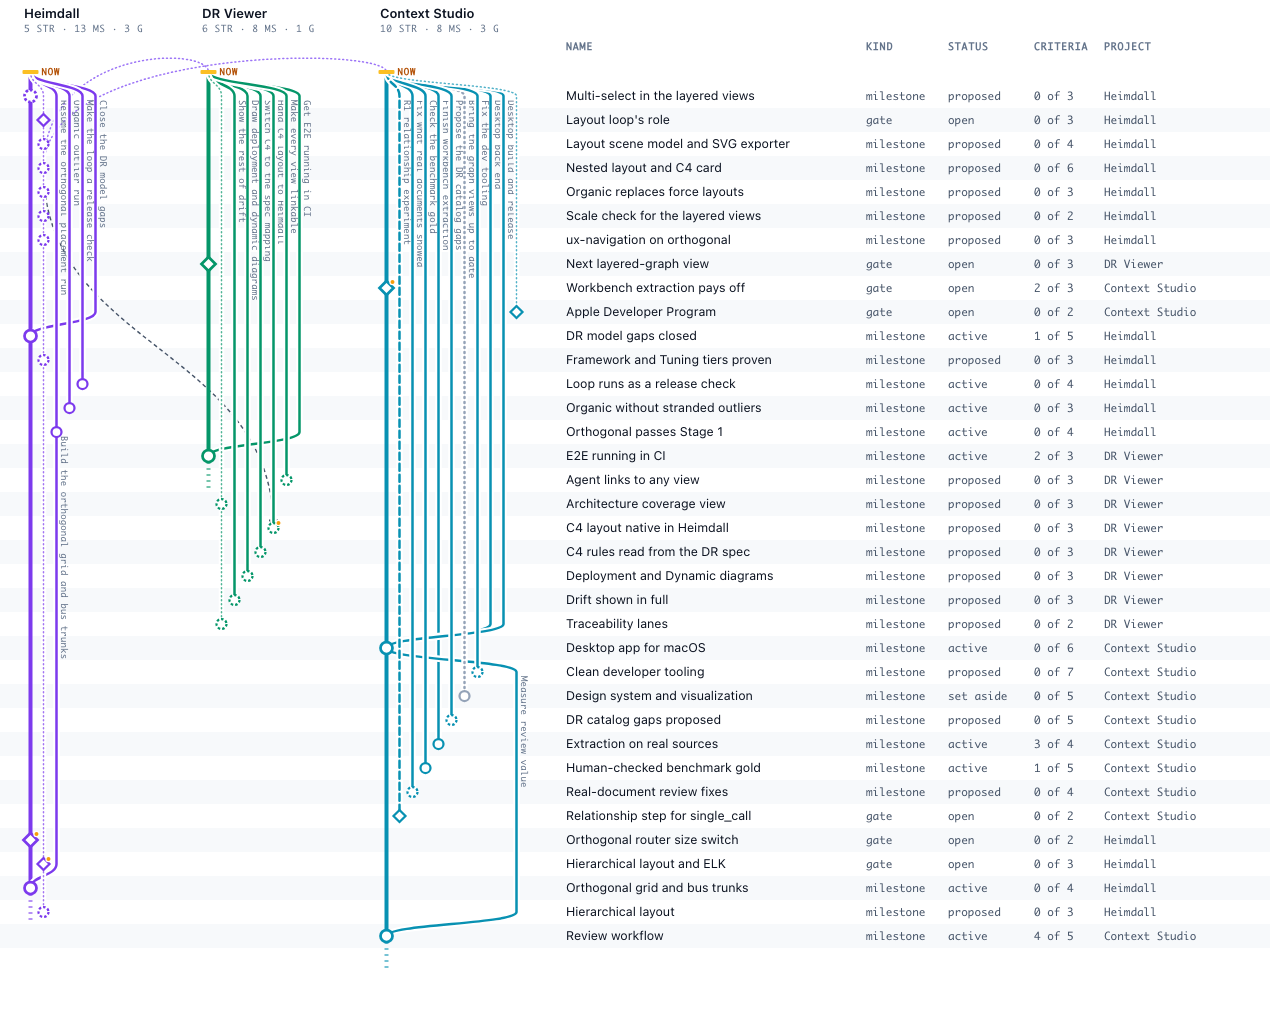 Heimdall
5 STR · 13 MS · 3 G
DR Viewer
6 STR · 8 MS · 1 G
Context Studio
10 STR · 8 MS · 3 G
NAME KIND STATUS CRITERIA PROJECT
NOW
NOW
NOW
Resume the orthogonal placement run
Organic outlier run
Make the loop a release check
Close the DR model gaps
Build the orthogonal grid and bus trunks
Show the rest of drift
Draw deployment and dynamic diagrams
Switch C4 to the spec mapping
Hand C4 layout to Heimdall
Make every view linkable
Get E2E running in CI
R1 relationship experiment
Fix what real documents showed
Check the benchmark gold
Finish workbench extraction
Propose the DR catalog gaps
Bring the graph views up to date
Fix the dev tooling
Desktop back end
Desktop build and release
Measure review value
Multi-select in the layered views milestone proposed 0 of 3 Heimdall
Layout loop's role gate open 0 of 3 Heimdall
Layout scene model and SVG exporter milestone proposed 0 of 4 Heimdall
Nested layout and C4 card milestone proposed 0 of 6 Heimdall
Organic replaces force layouts milestone proposed 0 of 3 Heimdall
Scale check for the layered views milestone proposed 0 of 2 Heimdall
ux-navigation on orthogonal milestone proposed 0 of 3 Heimdall
Next layered-graph view gate open 0 of 3 DR Viewer
Workbench extraction pays off gate open 2 of 3 Context Studio
Apple Developer Program gate open 0 of 2 Context Studio
DR model gaps closed milestone active 1 of 5 Heimdall
Framework and Tuning tiers proven milestone proposed 0 of 3 Heimdall
Loop runs as a release check milestone active 0 of 4 Heimdall
Organic without stranded outliers milestone active 0 of 3 Heimdall
Orthogonal passes Stage 1 milestone active 0 of 4 Heimdall
E2E running in CI milestone active 2 of 3 DR Viewer
Agent links to any view milestone proposed 0 of 3 DR Viewer
Architecture coverage view milestone proposed 0 of 3 DR Viewer
C4 layout native in Heimdall milestone proposed 0 of 3 DR Viewer
C4 rules read from the DR spec milestone proposed 0 of 3 DR Viewer
Deployment and Dynamic diagrams milestone proposed 0 of 3 DR Viewer
Drift shown in full milestone proposed 0 of 3 DR Viewer
Traceability lanes milestone proposed 0 of 2 DR Viewer
Desktop app for macOS milestone active 0 of 6 Context Studio
Clean developer tooling milestone proposed 0 of 7 Context Studio
Design system and visualization milestone set aside 0 of 5 Context Studio
DR catalog gaps proposed milestone proposed 0 of 5 Context Studio
Extraction on real sources milestone active 3 of 4 Context Studio
Human-checked benchmark gold milestone active 1 of 5 Context Studio
Real-document review fixes milestone proposed 0 of 4 Context Studio
Relationship step for single_call gate open 0 of 2 Context Studio
Orthogonal router size switch gate open 0 of 2 Heimdall
Hierarchical layout and ELK gate open 0 of 3 Heimdall
Orthogonal grid and bus trunks milestone active 0 of 4 Heimdall
Hierarchical layout milestone proposed 0 of 3 Heimdall
Review workflow milestone active 4 of 5 Context Studio